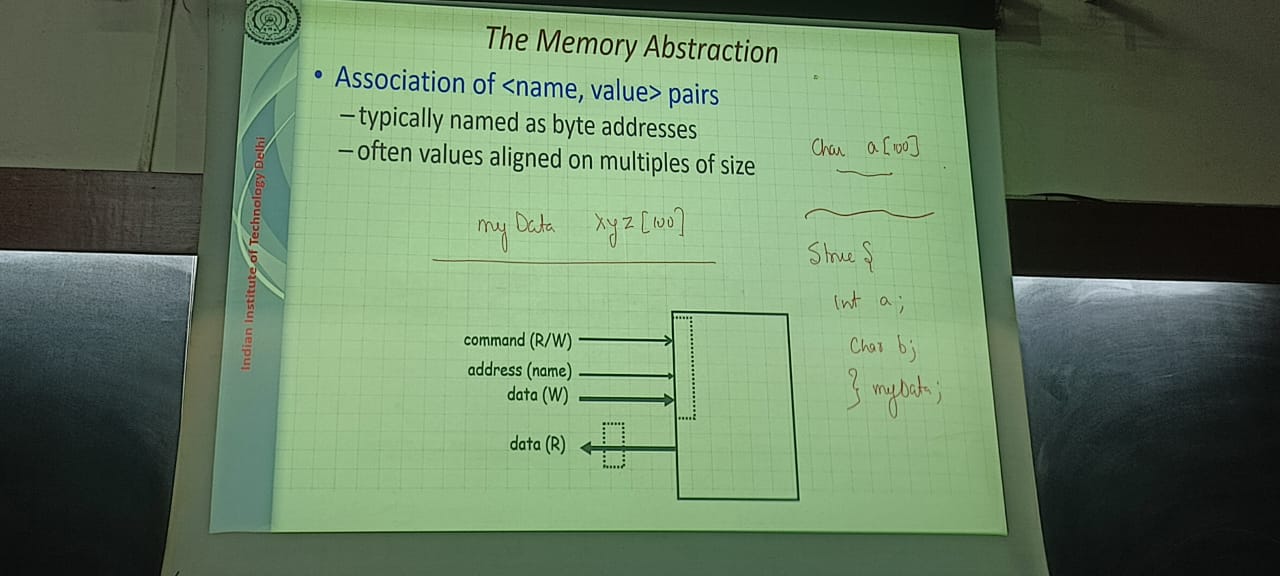 The Memory Abstraction
• Association of <name, value> pairs
–typically named as byte addresses
–often values aligned on multiples of size
char a[100]
myData xyz[100]
Struc {
int a;
char b;
} myData;
command (R/W)
address (name)
data (W)
data (R)
Indian Institute of Technology Delhi